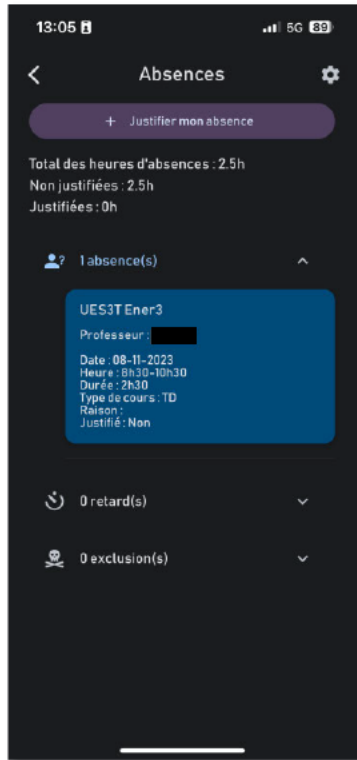 13:05
5G 89
Absences
+ Justifier mon absence
Total des heures d'absences : 2.5h
Non justifiées : 2.5h
Justifiées : 0h
1 absence(s)
UES3T Ener3
Professeur :
Date : 08-11-2023
Heure : 8h30-10h30
Durée : 2h30
Type de cours : TD
Raison :
Justifié : Non
0 retard(s)
0 exclusion(s)